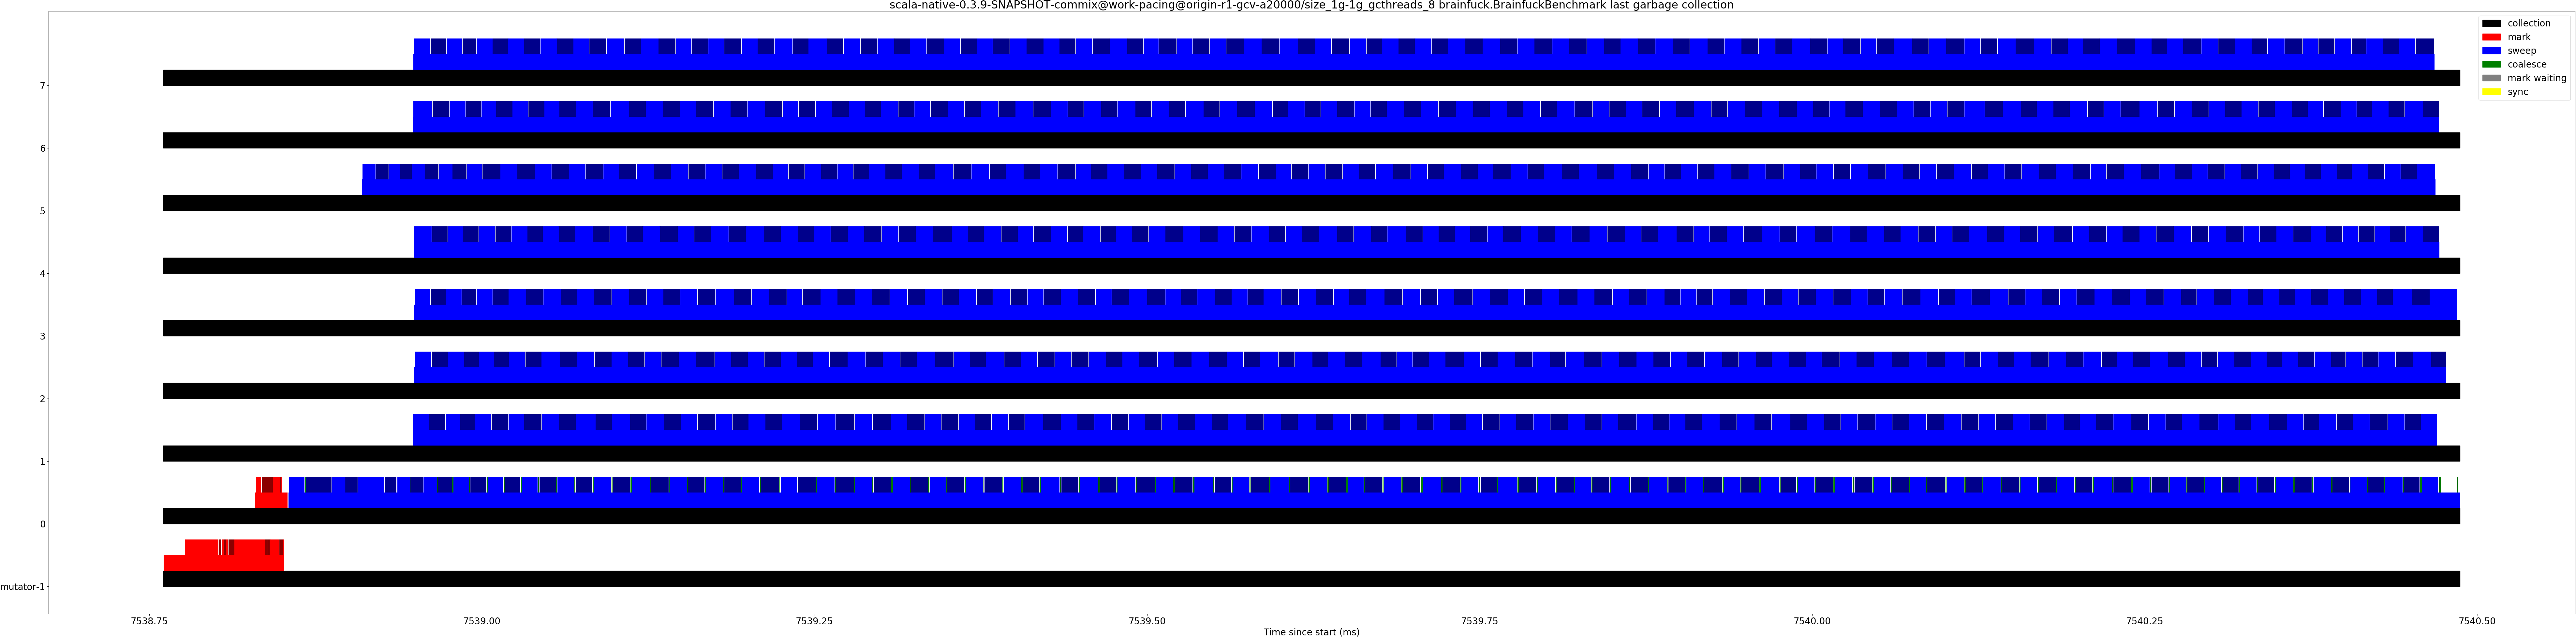 scala-native-0.3.9-SNAPSHOT-commix@work-pacing@origin-r1-gcv-a20000/size_1g-1g_gcthreads_8 brainfuck.BrainfuckBenchmark last garbage collection
collection
mark
sweep
coalesce
mark waiting
sync
7
6
5
4
3
2
1
0
mutator-1
7538.75 7539.00 7539.25 7539.50 7539.75 7540.00 7540.25 7540.50
Time since start (ms)